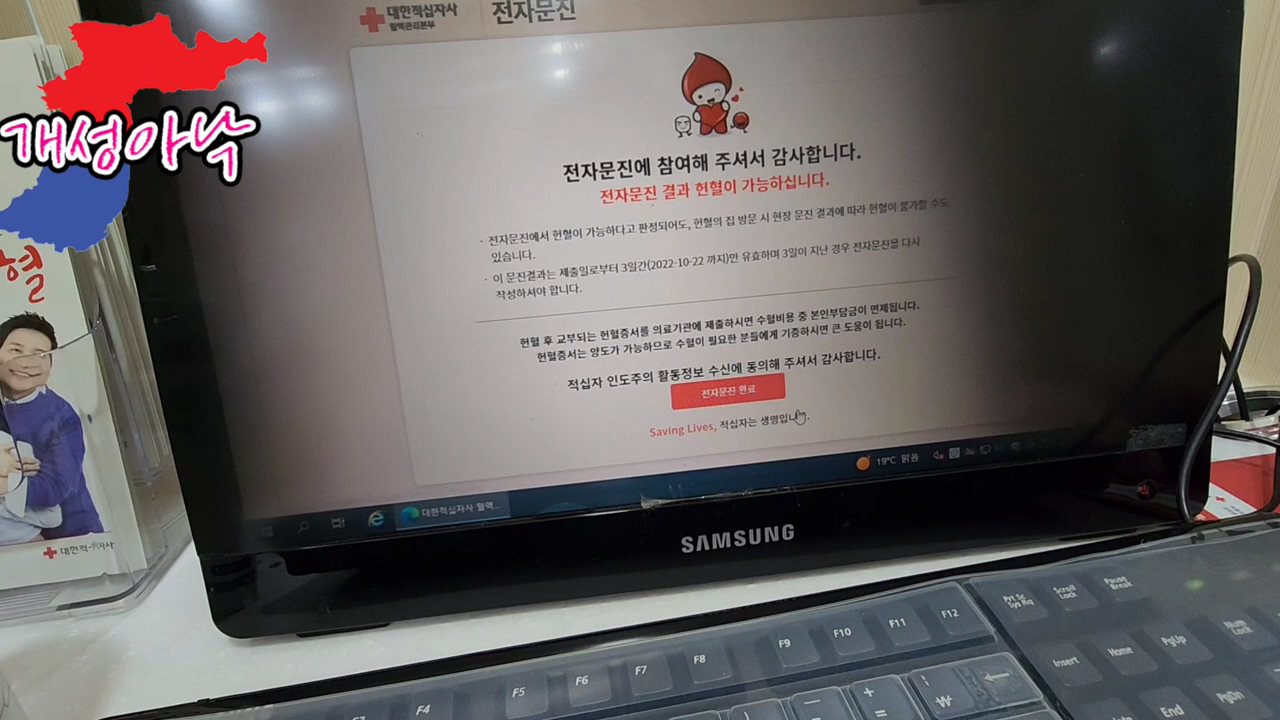 대한적십자사
혈액관리본부
전자문진
개성아낙
혈
전자문진에 참여해 주셔서 감사합니다.
전자문진 결과 헌혈이 가능하십니다.
· 전자문진에서 헌혈이 가능하다고 판정되어도, 헌혈의 집 방문 시 현장 문진 결과에 따라 헌혈이 불가할 수도
있습니다.
· 이 문진결과는 제출일로부터 3일간(2022-10-22 까지)만 유효하며 3일이 지난 경우 전자문진을 다시
작성하셔야 합니다.
헌혈 후 교부되는 헌혈증서를 의료기관에 제출하시면 수혈비용 중 본인부담금이 면제됩니다.
헌혈증서는 양도가 가능하므로 수혈이 필요한 분들에게 기증하시면 큰 도움이 됩니다.
적십자 인도주의 활동정보 수신에 동의해 주셔서 감사합니다.
전자문진 완료
Saving Lives, 적십자는 생명입니
19°C 맑음
대한적십자사 혈액...
대한적십자사
SAMSUNG
F4 F5 F6 F7 F8 F9 F10 F11 F12
Prt Sc
Sys Rq
Scroll
Lock
Pause
Break
Insert Home PgUp Num
Lock
End PgDn
+
=
₩